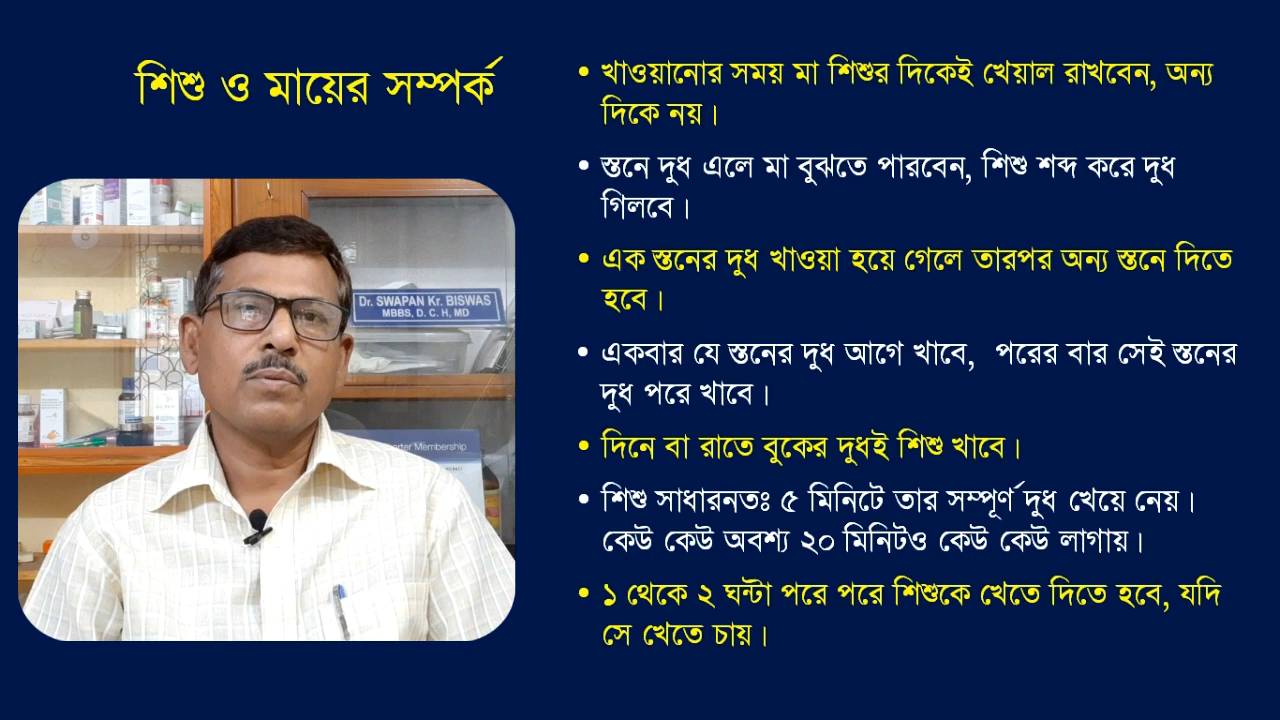 শিশু ও মায়ের সম্পর্ক
Dr. SWAPAN Kr. BISWAS
MBBS, D. C. H, MD
Membership
• খাওয়ানোর সময় মা শিশুর দিকেই খেয়াল রাখবেন, অন্য
দিকে নয়।
• স্তনে দুধ এলে মা বুঝতে পারবেন, শিশু শব্দ করে দুধ
গিলবে।
• এক স্তনের দুধ খাওয়া হয়ে গেলে তারপর অন্য স্তনে দিতে
হবে।
• একবার যে স্তনের দুধ আগে খাবে, পরের বার সেই স্তনের
দুধ পরে খাবে।
• দিনে বা রাতে বুকের দুধই শিশু খাবে।
• শিশু সাধারনতঃ ৫ মিনিটে তার সম্পূর্ণ দুধ খেয়ে নেয়।
কেউ কেউ অবশ্য ২০ মিনিটও কেউ কেউ লাগায়।
• ১ থেকে ২ ঘন্টা পরে পরে শিশুকে খেতে দিতে হবে, যদি
সে খেতে চায়।